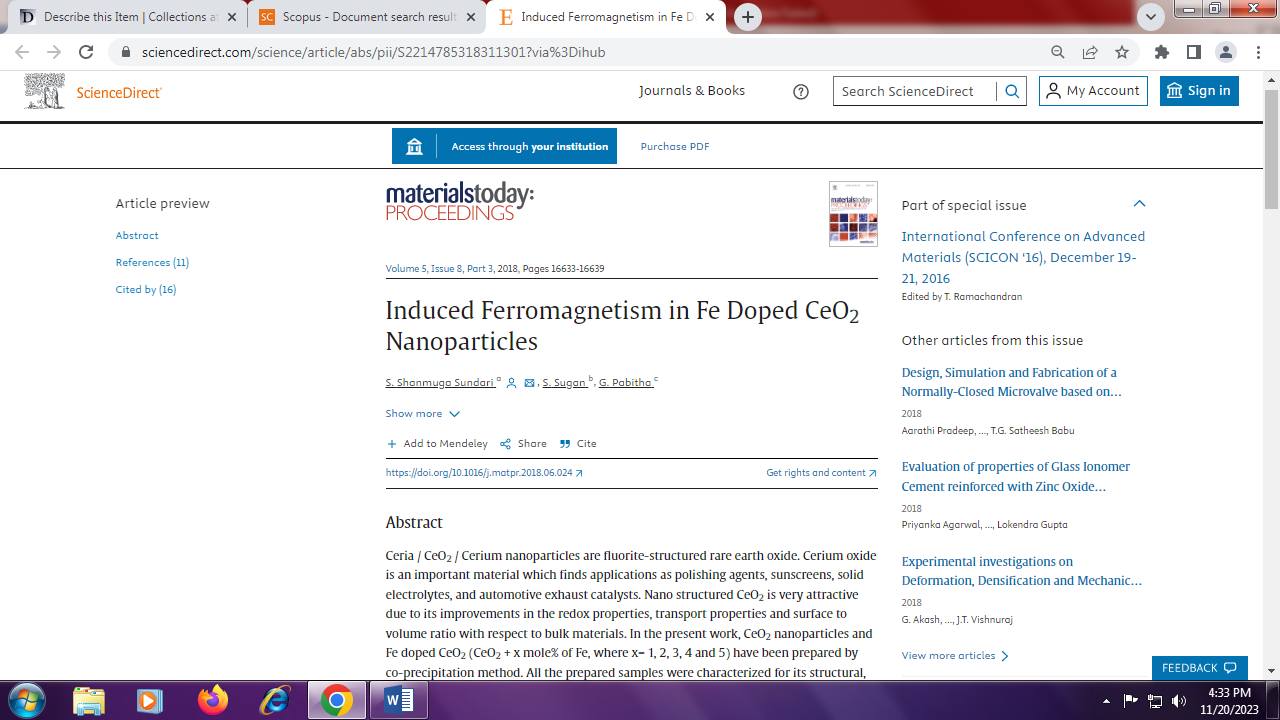 Describe this Item | Collections at
Scopus - Document search result
Induced Ferromagnetism in Fe D
sciencedirect.com/science/article/abs/pii/S2214785318311301?via%3Dihub
ScienceDirect
Journals & Books
Search ScienceDirect
My Account
Sign in
Access through your institution
Purchase PDF
Article preview
Abstract
References (11)
Cited by (16)
materialstoday:
PROCEEDINGS
Volume 5, Issue 8, Part 3, 2018, Pages 16633-16639
Induced Ferromagnetism in Fe Doped CeO2
Nanoparticles
S. Shanmuga Sundari a, S. Sugan b, G. Pabitha c
Show more
Add to Mendeley Share Cite
https://doi.org/10.1016/j.matpr.2018.06.024
Get rights and content
Abstract
Ceria / CeO2 / Cerium nanoparticles are fluorite-structured rare earth oxide. Cerium oxide
is an important material which finds applications as polishing agents, sunscreens, solid
electrolytes, and automotive exhaust catalysts. Nano structured CeO2 is very attractive
due to its improvements in the redox properties, transport properties and surface to
volume ratio with respect to bulk materials. In the present work, CeO2 nanoparticles and
Fe doped CeO2 (CeO2 + x mole% of Fe, where x= 1, 2, 3, 4 and 5) have been prepared by
co-precipitation method. All the prepared samples were characterized for its structural,
Part of special issue
International Conference on Advanced
Materials (SCICON '16), December 19-
21, 2016
Edited by T. Ramachandran
Other articles from this issue
Design, Simulation and Fabrication of a
Normally-Closed Microvalve based on…
2018
Aarathi Pradeep, …, T.G. Satheesh Babu
Evaluation of properties of Glass Ionomer
Cement reinforced with Zinc Oxide…
2018
Priyanka Agarwal, …, Lokendra Gupta
Experimental investigations on
Deformation, Densification and Mechanic…
2018
G. Akash, …, J.T. Vishnuraj
View more articles
FEEDBACK
4:33 PM
11/20/2023